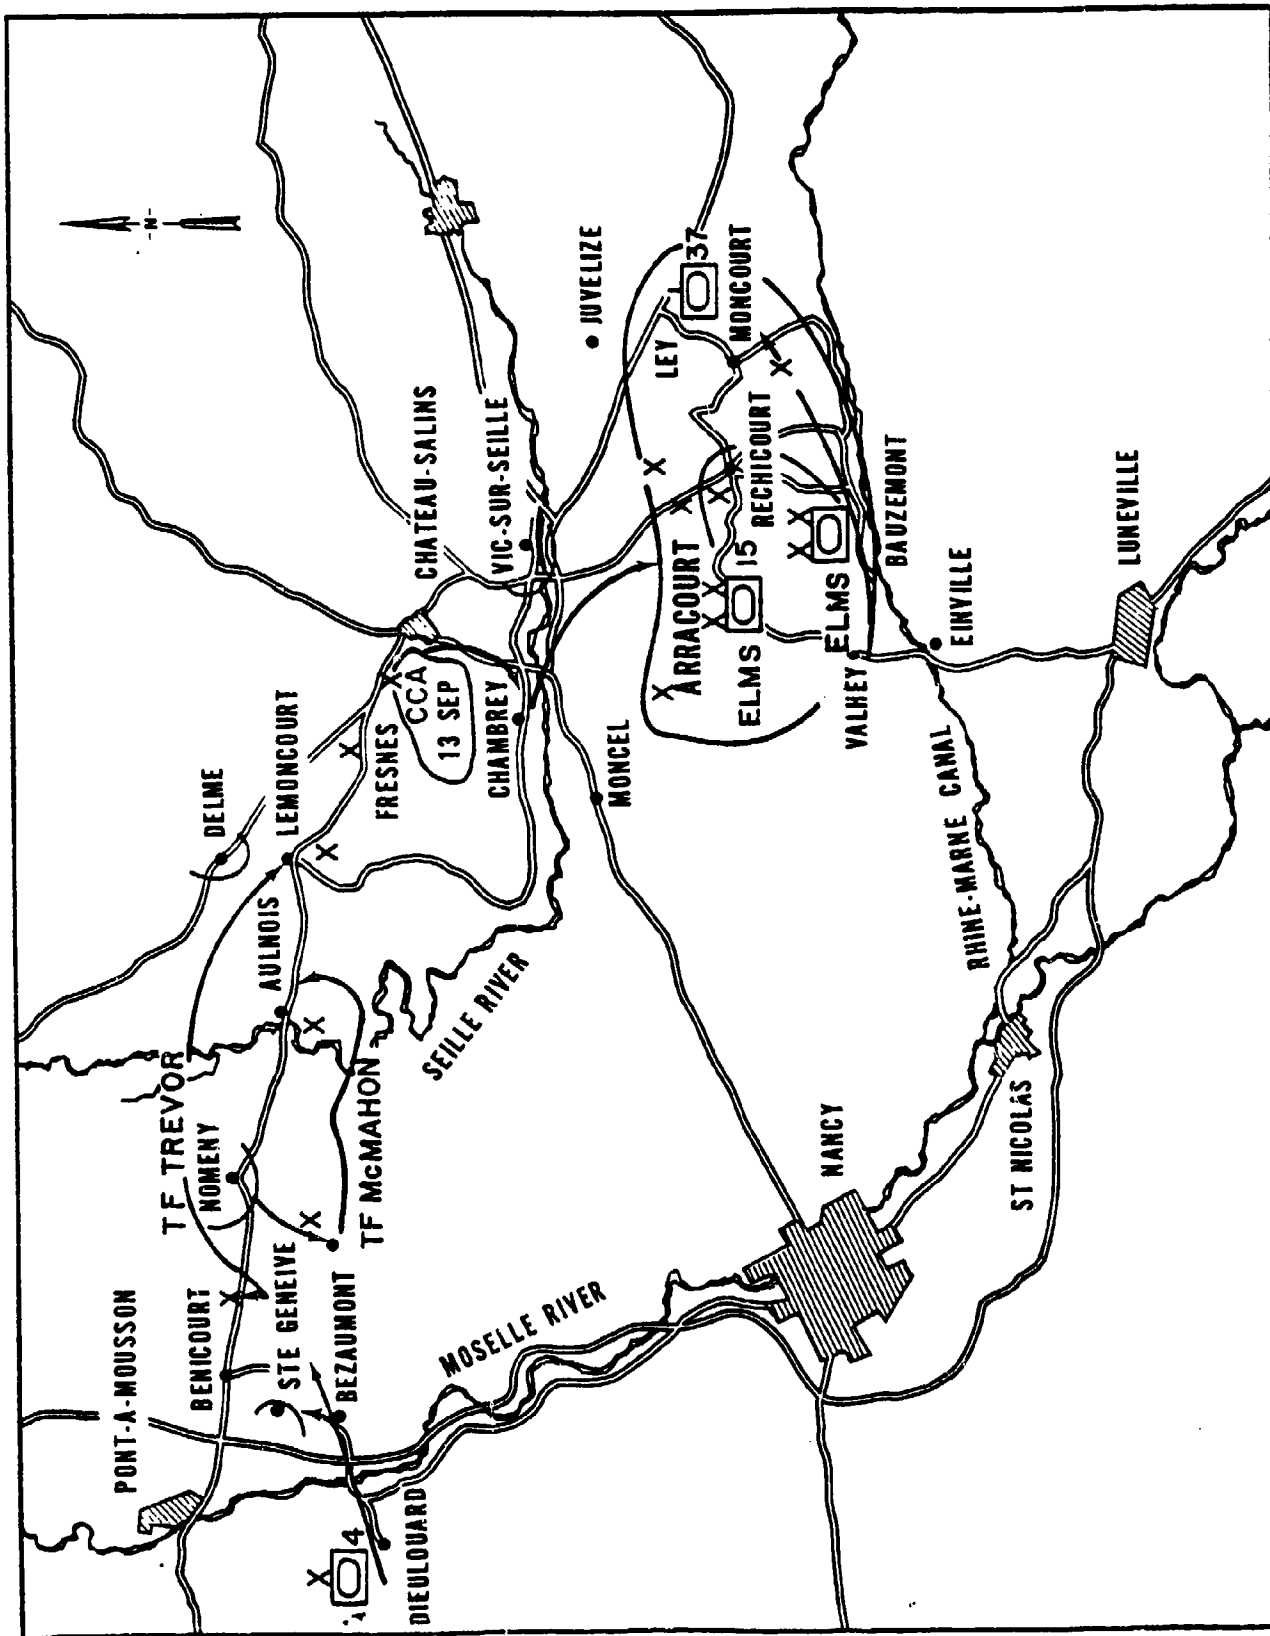 PONT-A-MOUSSON
BENICOURT
STE GENEIVE
BEZAUMONT
A
4
DIEULOUARD
MOSELLE RIVER
TF TREVOR
NOMENY
TF McMAHON
AULNOIS
SEILLE RIVER
DELME
LEMONCOURT
FRESNES
CCA
13 SEP
CHAMBREY
CHATEAU-SALINS
VIC-SUR-SEILLE
MONCEL
-N-
JUVELIZE
LEY
37
MONCOURT
ARRACOURT
RECHICOURT
ELMS
15
ELMS
VALHEY
BAUZEMONT
EINVILLE
LUNEVILLE
RHINE-MARNE CANAL
NANCY
ST NICOLAS